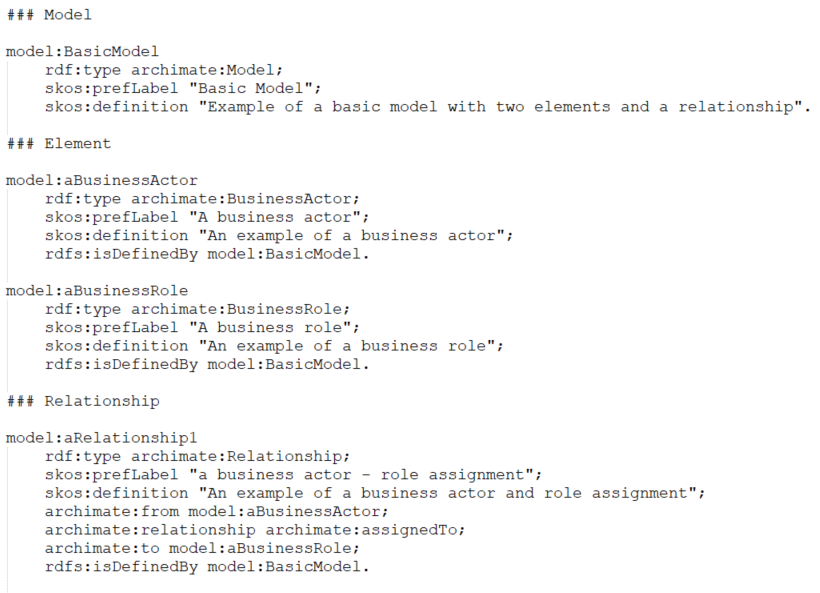 ### Model
model:BasicModel
rdf:type archimate:Model;
skos:prefLabel "Basic Model";
skos:definition "Example of a basic model with two elements and a relationship".
### Element
model:aBusinessActor
rdf:type archimate:BusinessActor;
skos:prefLabel "A business actor";
skos:definition "An example of a business actor";
rdfs:isDefinedBy model:BasicModel.
model:aBusinessRole
rdf:type archimate:BusinessRole;
skos:prefLabel "A business role";
skos:definition "An example of a business role";
rdfs:isDefinedBy model:BasicModel.
### Relationship
model:aRelationship1
rdf:type archimate:Relationship;
skos:prefLabel "a business actor - role assignment";
skos:definition "An example of a business actor and role assignment";
archimate:from model:aBusinessActor;
archimate:relationship archimate:assignedTo;
archimate:to model:aBusinessRole;
rdfs:isDefinedBy model:BasicModel.